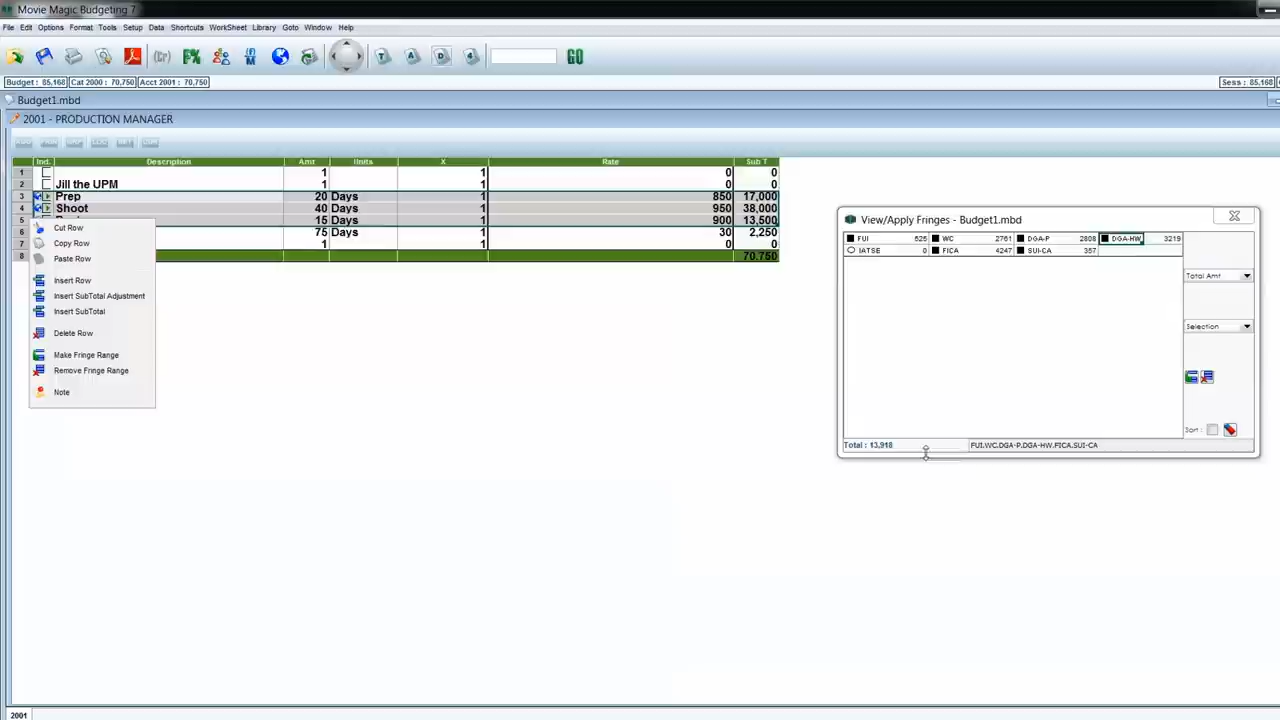 Movie Magic Budgeting 7
File Edit Options Format Tools Setup Data Shortcuts WorkSheet Library Goto Window Help
GO
Budget : 85,168 Cat 2000 : 70,750 Acct 2001 : 70,750 Sess : 85,168
Budget1.mbd
2001 - PRODUCTION MANAGER
Ind. Description Amt Units X Rate Sub T
1 1 1 0 0
2 Jill the UPM 1 1 0 0
3 Prep 20 Days 1 850 17,000
4 Shoot 40 Days 1 950 38,000
5 15 Days 1 900 13,500
6 75 Days 1 30 2,250
7 1 1 0 0
8 70,750
Cut Row
Copy Row
Paste Row
Insert Row
Insert SubTotal Adjustment
Insert SubTotal
Delete Row
Make Fringe Range
Remove Fringe Range
Note
View/Apply Fringes - Budget1.mbd
FUI 525 WC 2761 DGA-P 2808 DGA-HW 3219
IATSE 0 FICA 4247 SUI-CA 357
Total Amt
Selection
Sort :
Total : 13,918 FUI.WC.DGA-P.DGA-HW.FICA.SUI-CA
2001